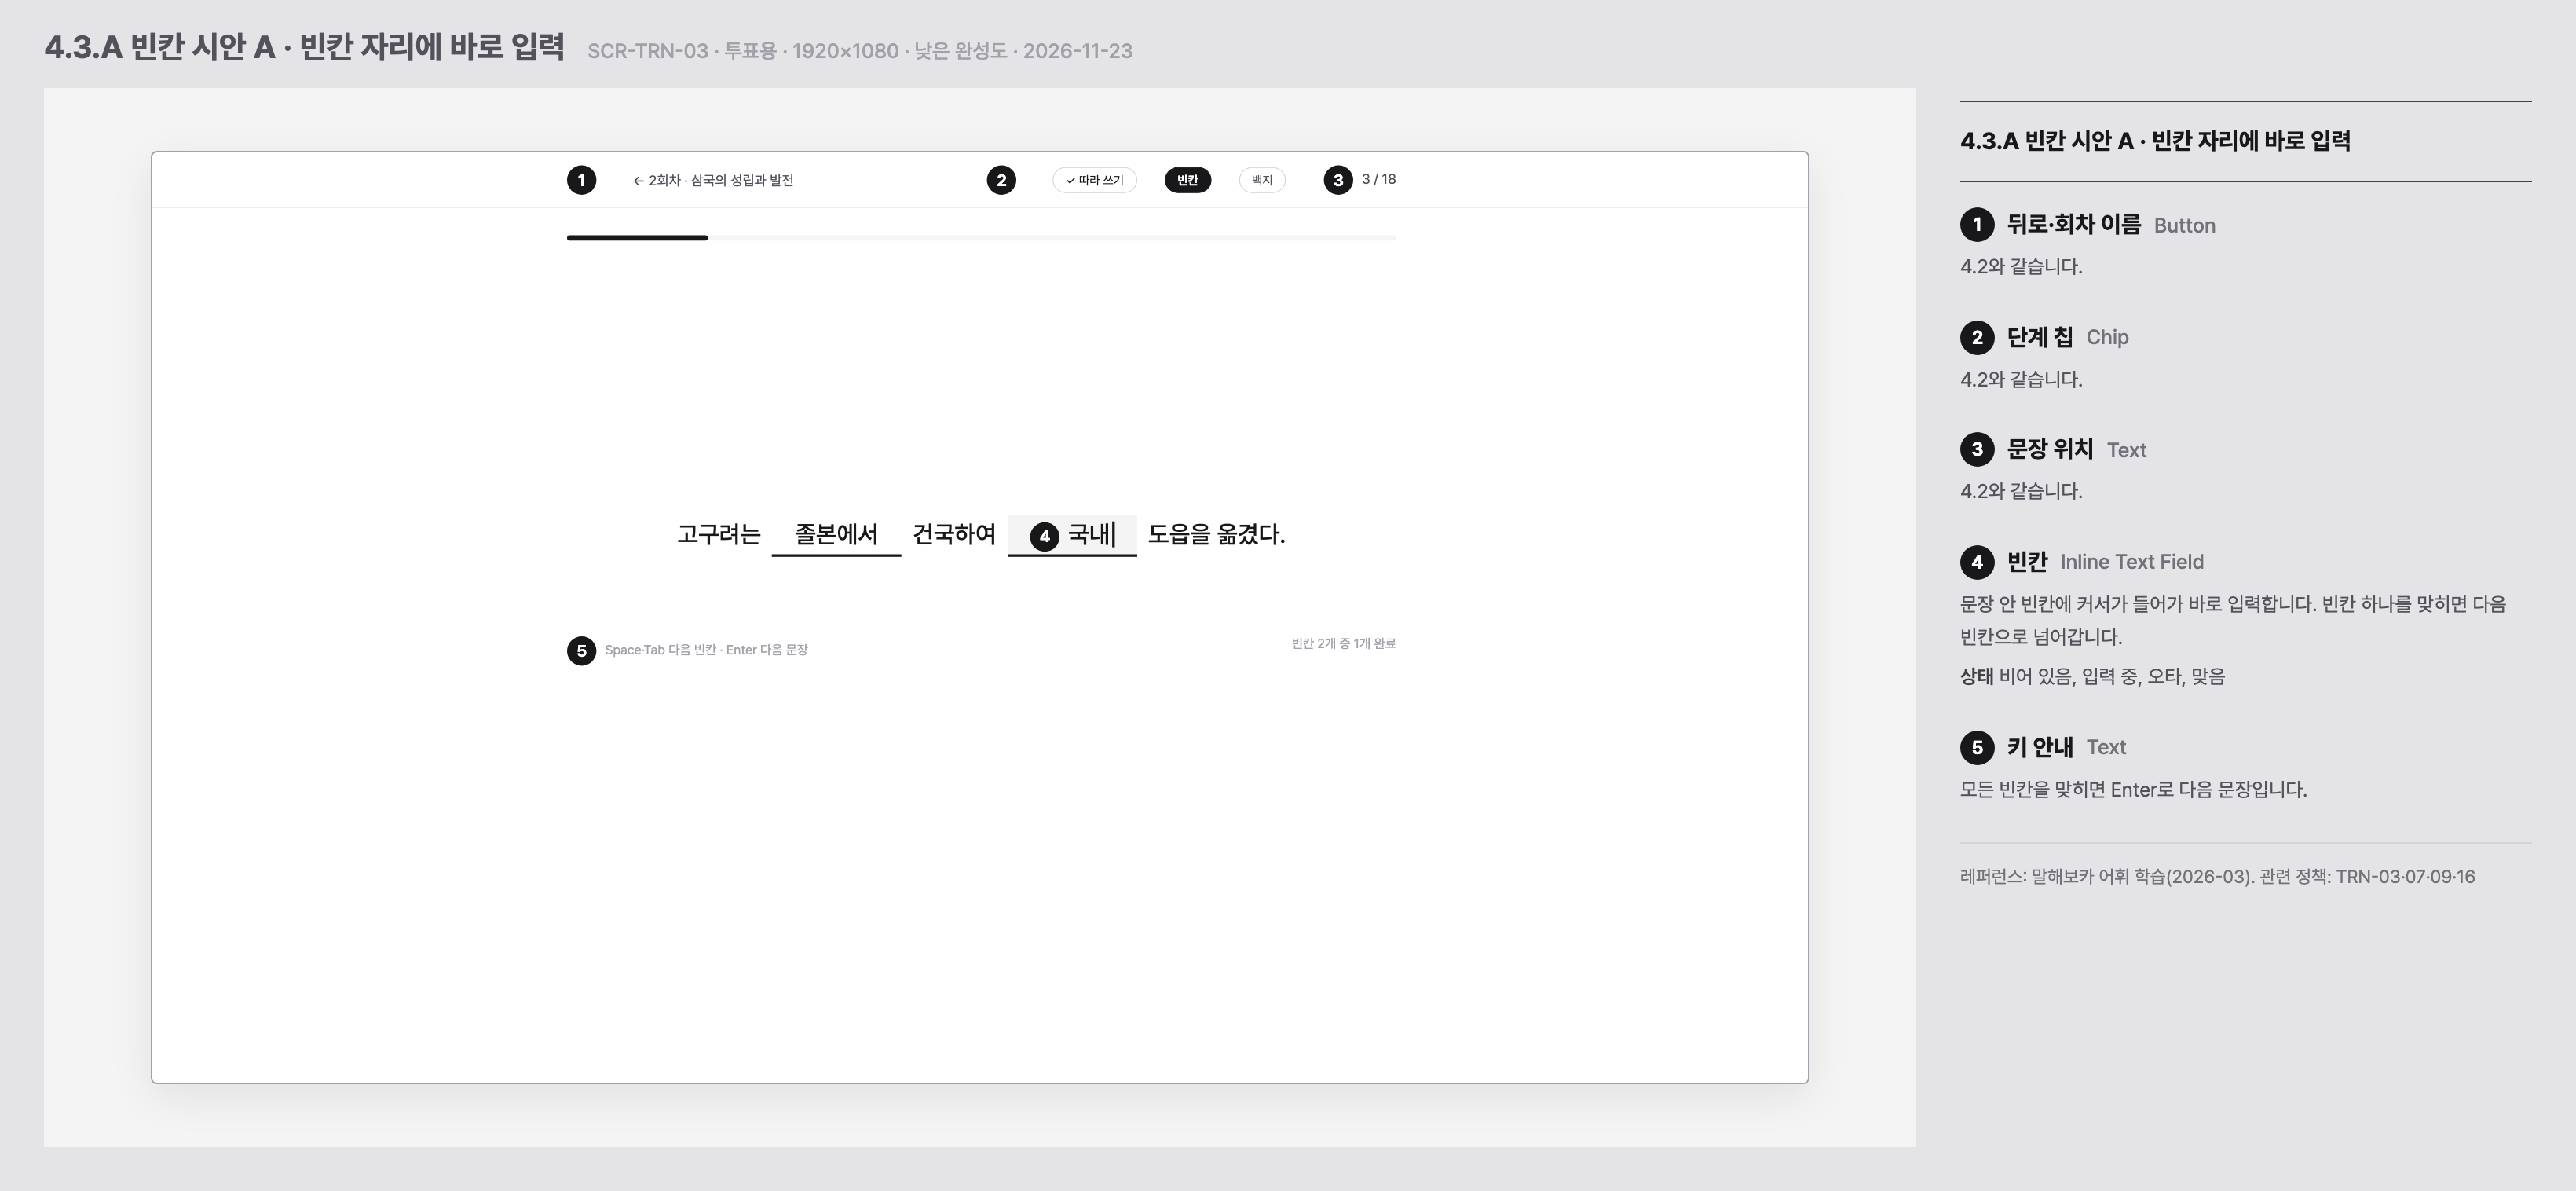 4.3.A 빈칸 시안 A · 빈칸 자리에 바로 입력 SCR-TRN-03 · 투표용 · 1920×1080 · 낮은 완성도 · 2026-11-23
1 ← 2회차 · 삼국의 성립과 발전 2 ✓ 따라 쓰기 빈칸 백지 3 3 / 18
고구려는 졸본에서 건국하여 4 국내 도읍을 옮겼다.
5 Space·Tab 다음 빈칸 · Enter 다음 문장 빈칸 2개 중 1개 완료
4.3.A 빈칸 시안 A · 빈칸 자리에 바로 입력
1 뒤로·회차 이름 Button
4.2와 같습니다.
2 단계 칩 Chip
4.2와 같습니다.
3 문장 위치 Text
4.2와 같습니다.
4 빈칸 Inline Text Field
문장 안 빈칸에 커서가 들어가 바로 입력합니다. 빈칸 하나를 맞히면 다음
빈칸으로 넘어갑니다.
상태 비어 있음, 입력 중, 오타, 맞음
5 키 안내 Text
모든 빈칸을 맞히면 Enter로 다음 문장입니다.
레퍼런스: 말해보카 어휘 학습(2026-03). 관련 정책: TRN-03·07·09·16